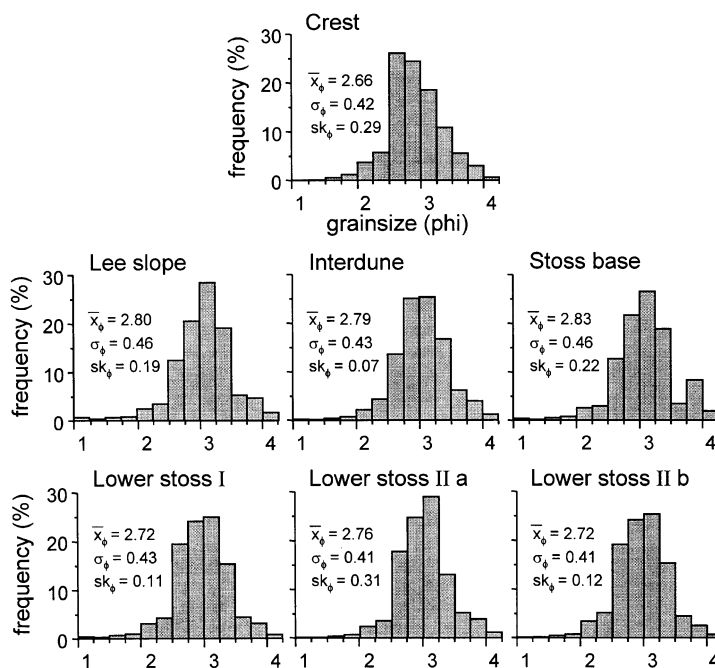 Crest
frequency (%)
30
20
10
0
x̄ϕ = 2.66
σϕ = 0.42
skϕ = 0.29
1 2 3 4
grainsize (phi)
Lee slope
frequency (%)
30
20
10
0
x̄ϕ = 2.80
σϕ = 0.46
skϕ = 0.19
1 2 3 4
Interdune
x̄ϕ = 2.79
σϕ = 0.43
skϕ = 0.07
1 2 3 4
Stoss base
x̄ϕ = 2.83
σϕ = 0.46
skϕ = 0.22
1 2 3 4
Lower stoss I
frequency (%)
30
20
10
0
x̄ϕ = 2.72
σϕ = 0.43
skϕ = 0.11
1 2 3 4
Lower stoss II a
x̄ϕ = 2.76
σϕ = 0.41
skϕ = 0.31
1 2 3 4
Lower stoss II b
x̄ϕ = 2.72
σϕ = 0.41
skϕ = 0.12
1 2 3 4